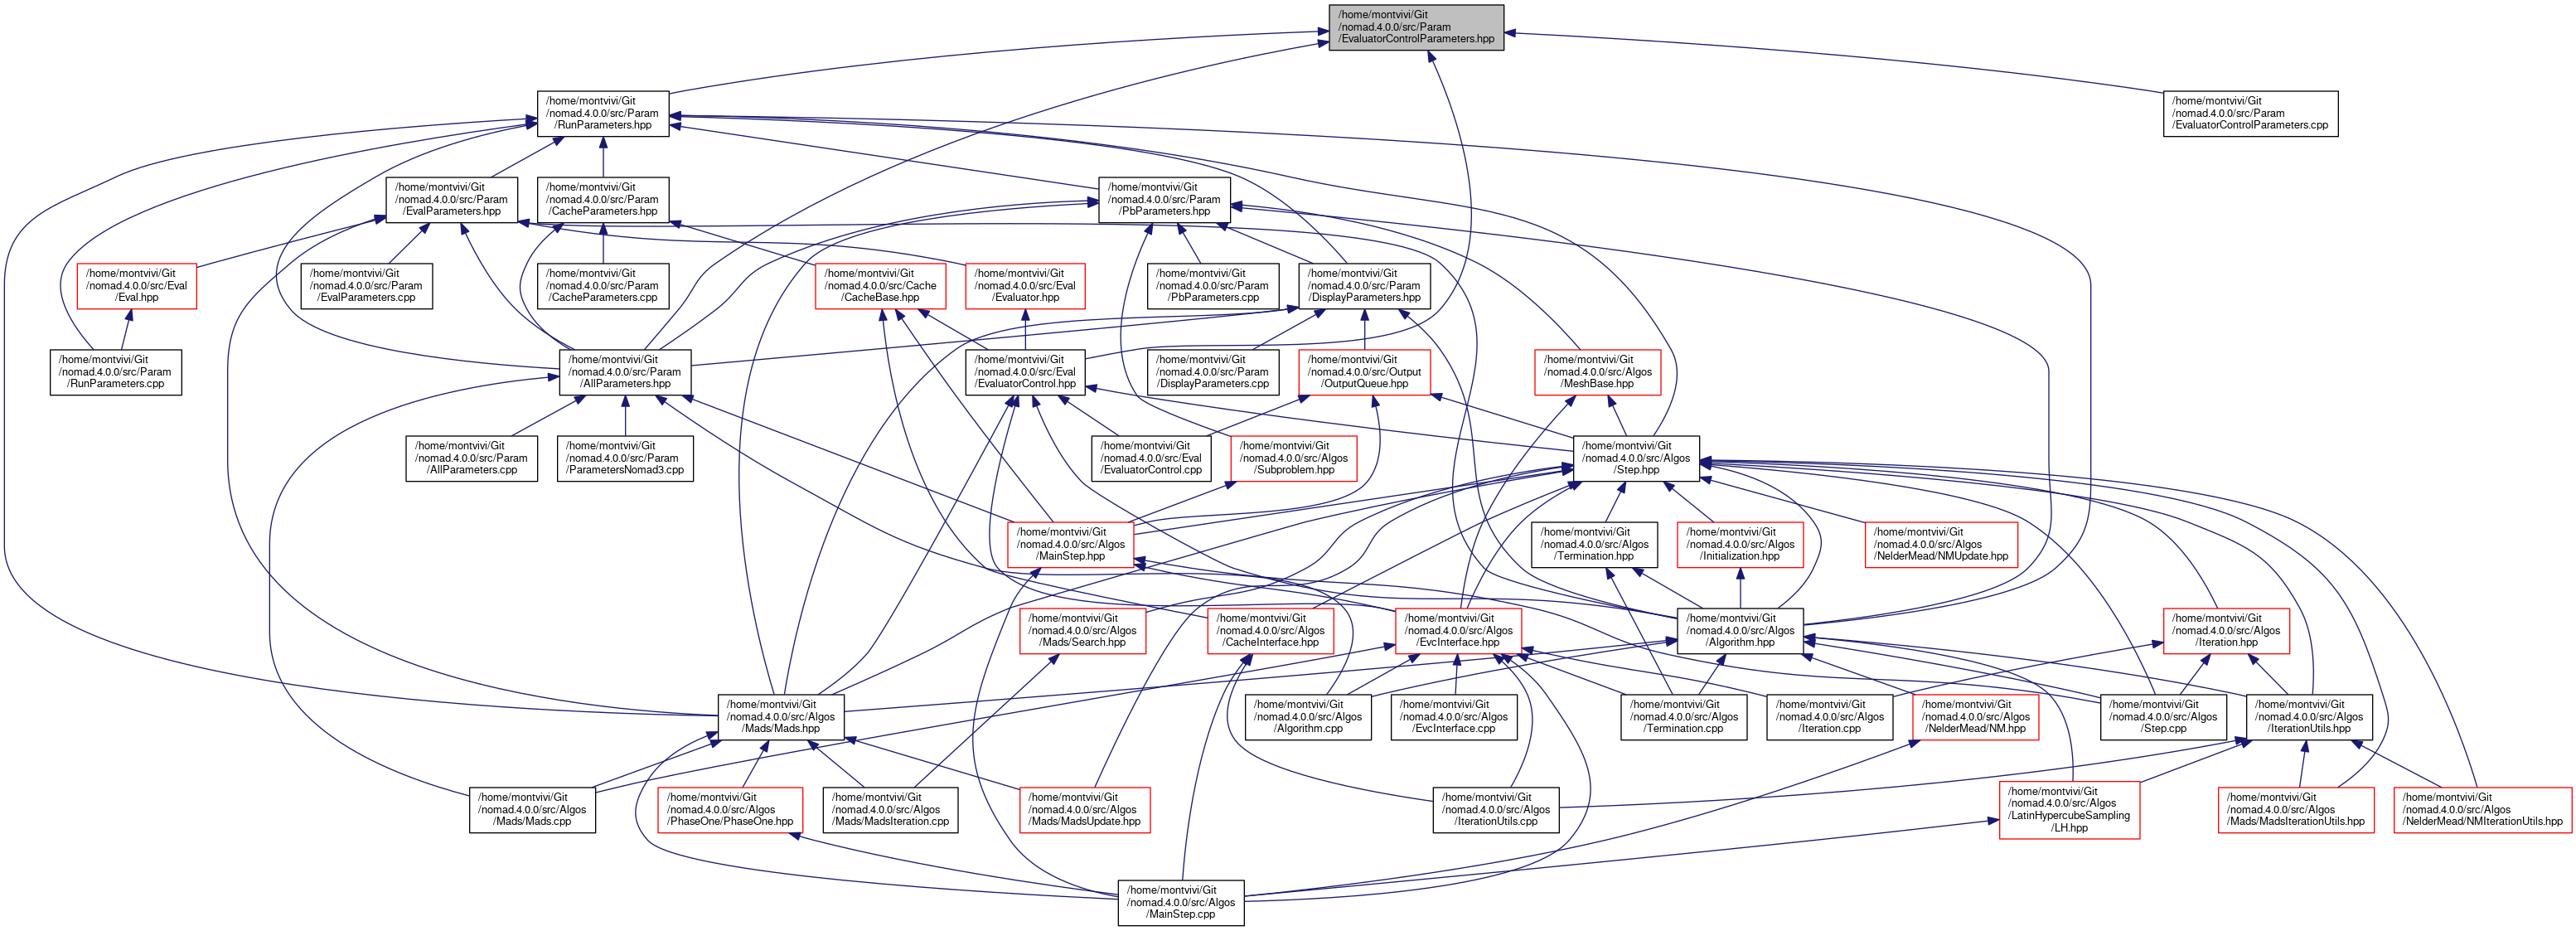 /home/montvivi/Git
/nomad.4.0.0/src/Param
/EvaluatorControlParameters.hpp
/home/montvivi/Git
/nomad.4.0.0/src/Param
/RunParameters.hpp
/home/montvivi/Git
/nomad.4.0.0/src/Param
/EvaluatorControlParameters.cpp
/home/montvivi/Git
/nomad.4.0.0/src/Param
/EvalParameters.hpp
/home/montvivi/Git
/nomad.4.0.0/src/Param
/CacheParameters.hpp
/home/montvivi/Git
/nomad.4.0.0/src/Param
/PbParameters.hpp
/home/montvivi/Git
/nomad.4.0.0/src/Eval
/Eval.hpp
/home/montvivi/Git
/nomad.4.0.0/src/Param
/EvalParameters.cpp
/home/montvivi/Git
/nomad.4.0.0/src/Param
/CacheParameters.cpp
/home/montvivi/Git
/nomad.4.0.0/src/Cache
/CacheBase.hpp
/home/montvivi/Git
/nomad.4.0.0/src/Eval
/Evaluator.hpp
/home/montvivi/Git
/nomad.4.0.0/src/Param
/PbParameters.cpp
/home/montvivi/Git
/nomad.4.0.0/src/Param
/DisplayParameters.hpp
/home/montvivi/Git
/nomad.4.0.0/src/Param
/RunParameters.cpp
/home/montvivi/Git
/nomad.4.0.0/src/Param
/AllParameters.hpp
/home/montvivi/Git
/nomad.4.0.0/src/Eval
/EvaluatorControl.hpp
/home/montvivi/Git
/nomad.4.0.0/src/Param
/DisplayParameters.cpp
/home/montvivi/Git
/nomad.4.0.0/src/Output
/OutputQueue.hpp
/home/montvivi/Git
/nomad.4.0.0/src/Algos
/MeshBase.hpp
/home/montvivi/Git
/nomad.4.0.0/src/Param
/AllParameters.cpp
/home/montvivi/Git
/nomad.4.0.0/src/Param
/ParametersNomad3.cpp
/home/montvivi/Git
/nomad.4.0.0/src/Eval
/EvaluatorControl.cpp
/home/montvivi/Git
/nomad.4.0.0/src/Algos
/Subproblem.hpp
/home/montvivi/Git
/nomad.4.0.0/src/Algos
/Step.hpp
/home/montvivi/Git
/nomad.4.0.0/src/Algos
/MainStep.hpp
/home/montvivi/Git
/nomad.4.0.0/src/Algos
/Termination.hpp
/home/montvivi/Git
/nomad.4.0.0/src/Algos
/Initialization.hpp
/home/montvivi/Git
/nomad.4.0.0/src/Algos
/NelderMead/NMUpdate.hpp
/home/montvivi/Git
/nomad.4.0.0/src/Algos
/Mads/Search.hpp
/home/montvivi/Git
/nomad.4.0.0/src/Algos
/CacheInterface.hpp
/home/montvivi/Git
/nomad.4.0.0/src/Algos
/EvcInterface.hpp
/home/montvivi/Git
/nomad.4.0.0/src/Algos
/Algorithm.hpp
/home/montvivi/Git
/nomad.4.0.0/src/Algos
/Iteration.hpp
/home/montvivi/Git
/nomad.4.0.0/src/Algos
/Mads/Mads.hpp
/home/montvivi/Git
/nomad.4.0.0/src/Algos
/Algorithm.cpp
/home/montvivi/Git
/nomad.4.0.0/src/Algos
/EvcInterface.cpp
/home/montvivi/Git
/nomad.4.0.0/src/Algos
/Termination.cpp
/home/montvivi/Git
/nomad.4.0.0/src/Algos
/Iteration.cpp
/home/montvivi/Git
/nomad.4.0.0/src/Algos
/NelderMead/NM.hpp
/home/montvivi/Git
/nomad.4.0.0/src/Algos
/Step.cpp
/home/montvivi/Git
/nomad.4.0.0/src/Algos
/IterationUtils.hpp
/home/montvivi/Git
/nomad.4.0.0/src/Algos
/Mads/Mads.cpp
/home/montvivi/Git
/nomad.4.0.0/src/Algos
/PhaseOne/PhaseOne.hpp
/home/montvivi/Git
/nomad.4.0.0/src/Algos
/Mads/MadsIteration.cpp
/home/montvivi/Git
/nomad.4.0.0/src/Algos
/Mads/MadsUpdate.hpp
/home/montvivi/Git
/nomad.4.0.0/src/Algos
/IterationUtils.cpp
/home/montvivi/Git
/nomad.4.0.0/src/Algos
/LatinHypercubeSampling
/LH.hpp
/home/montvivi/Git
/nomad.4.0.0/src/Algos
/Mads/MadsIterationUtils.hpp
/home/montvivi/Git
/nomad.4.0.0/src/Algos
/NelderMead/NMIterationUtils.hpp
/home/montvivi/Git
/nomad.4.0.0/src/Algos
/MainStep.cpp